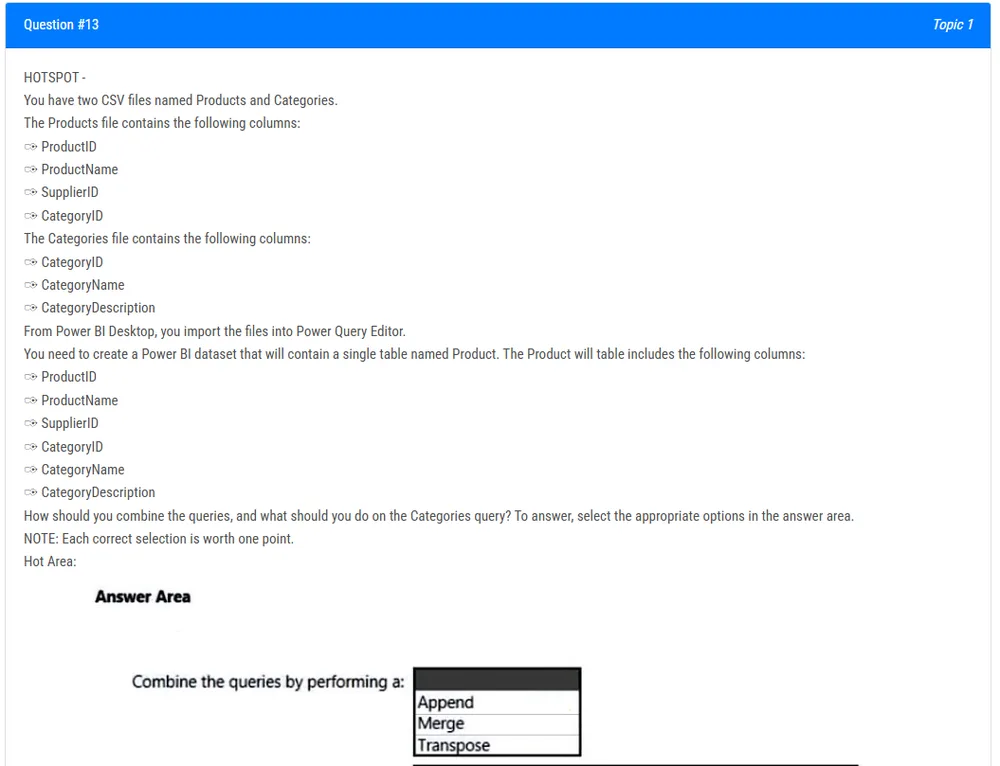 Question #13
Topic 1
HOTSPOT -
You have two CSV files named Products and Categories.
The Products file contains the following columns:
ProductID
ProductName
SupplierID
CategoryID
The Categories file contains the following columns:
CategoryID
CategoryName
CategoryDescription
From Power BI Desktop, you import the files into Power Query Editor.
You need to create a Power BI dataset that will contain a single table named Product. The Product will table includes the following columns:
ProductID
ProductName
SupplierID
CategoryID
CategoryName
CategoryDescription
How should you combine the queries, and what should you do on the Categories query? To answer, select the appropriate options in the answer area.
NOTE: Each correct selection is worth one point.
Hot Area:
Answer Area
Combine the queries by performing a:
Append
Merge
Transpose